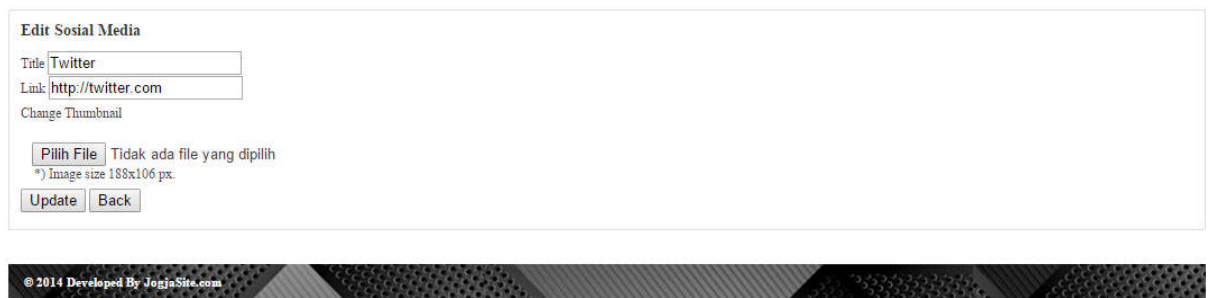 Edit Sosial Media
Title Twitter
Link http://twitter.com
Change Thumbnail
Pilih File Tidak ada file yang dipilih
*) Image size 188x106 px.
Update Back
© 2014 Developed By JogjaSite.com